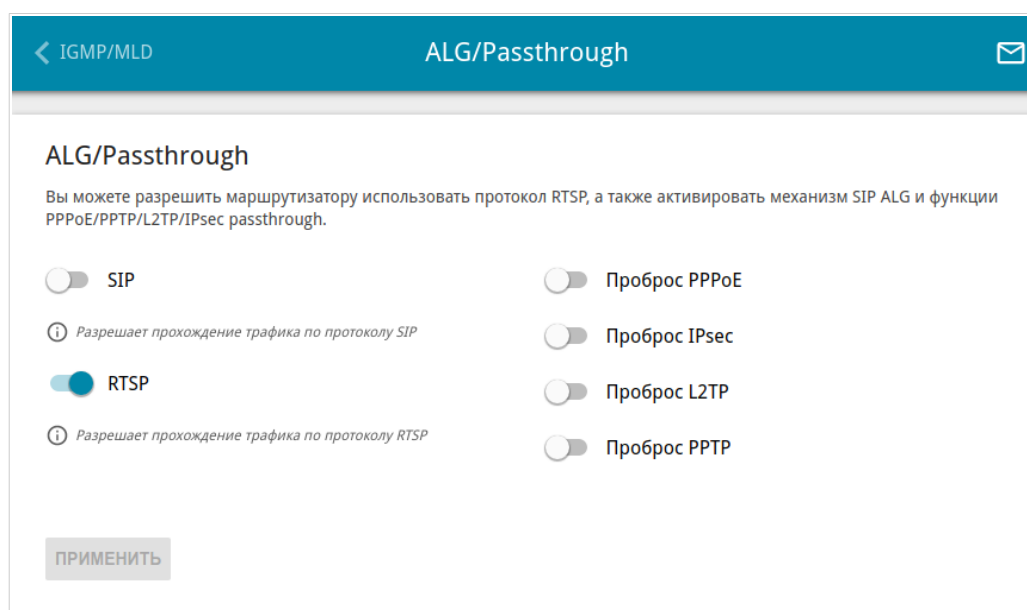 IGMP/MLD
ALG/Passthrough
ALG/Passthrough
Вы можете разрешить маршрутизатору использовать протокол RTSP, а также активировать механизм SIP ALG и функции
PPPoE/PPTP/L2TP/IPsec passthrough.
SIP
Разрешает прохождение трафика по протоколу SIP
RTSP
Разрешает прохождение трафика по протоколу RTSP
Проброс PPPoE
Проброс IPsec
Проброс L2TP
Проброс PPTP
ПРИМЕНИТЬ